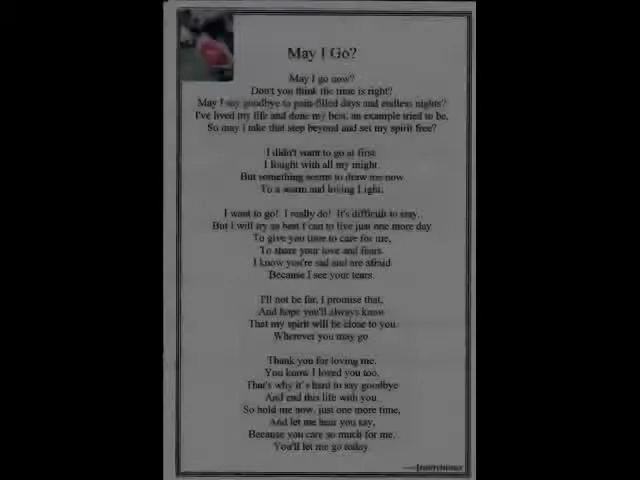 May I Go?
May I go now?
Don't you think the time is right?
May I say goodbye to pain-filled days and endless nights?
I've lived my life and done my best, an example tried to be,
So may I take that step beyond and set my spirit free?
I didn't want to go at first
I fought with all my might.
But something seems to draw me now
To a warm and loving Light.
I want to go! I really do! It's difficult to stay.
But I will try as best I can to live just one more day
To give you time to care for me,
To share your love and fears.
I know you're sad and are afraid
Because I see your tears.
I'll not be far, I promise that,
And hope you'll always know
That my spirit will be close to you
Wherever you may go
Thank you for loving me.
You know I loved you too,
That's why it's hard to say goodbye
And end this life with you.
So hold me now, just one more time,
And let me hear you say,
Because you care so much for me,
You'll let me go today.